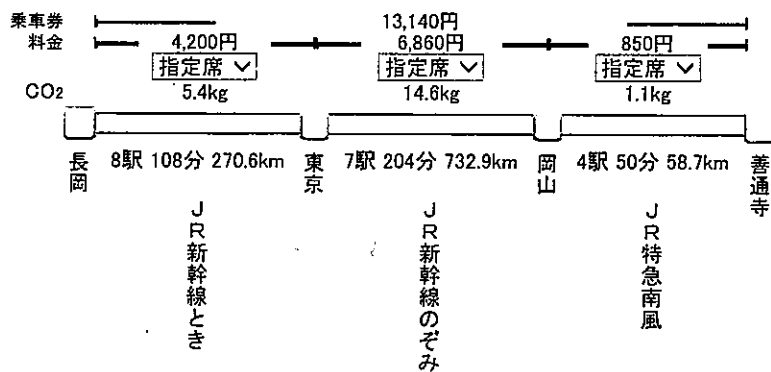 乗車券 13,140円
料金 4,200円 6,860円 850円
指定席 指定席 指定席
CO2 5.4kg 14.6kg 1.1kg
長岡 8駅 108分 270.6km 東京 7駅 204分 732.9km 岡山 4駅 50分 58.7km 善通寺
JR新幹線とき JR新幹線のぞみ JR特急南風